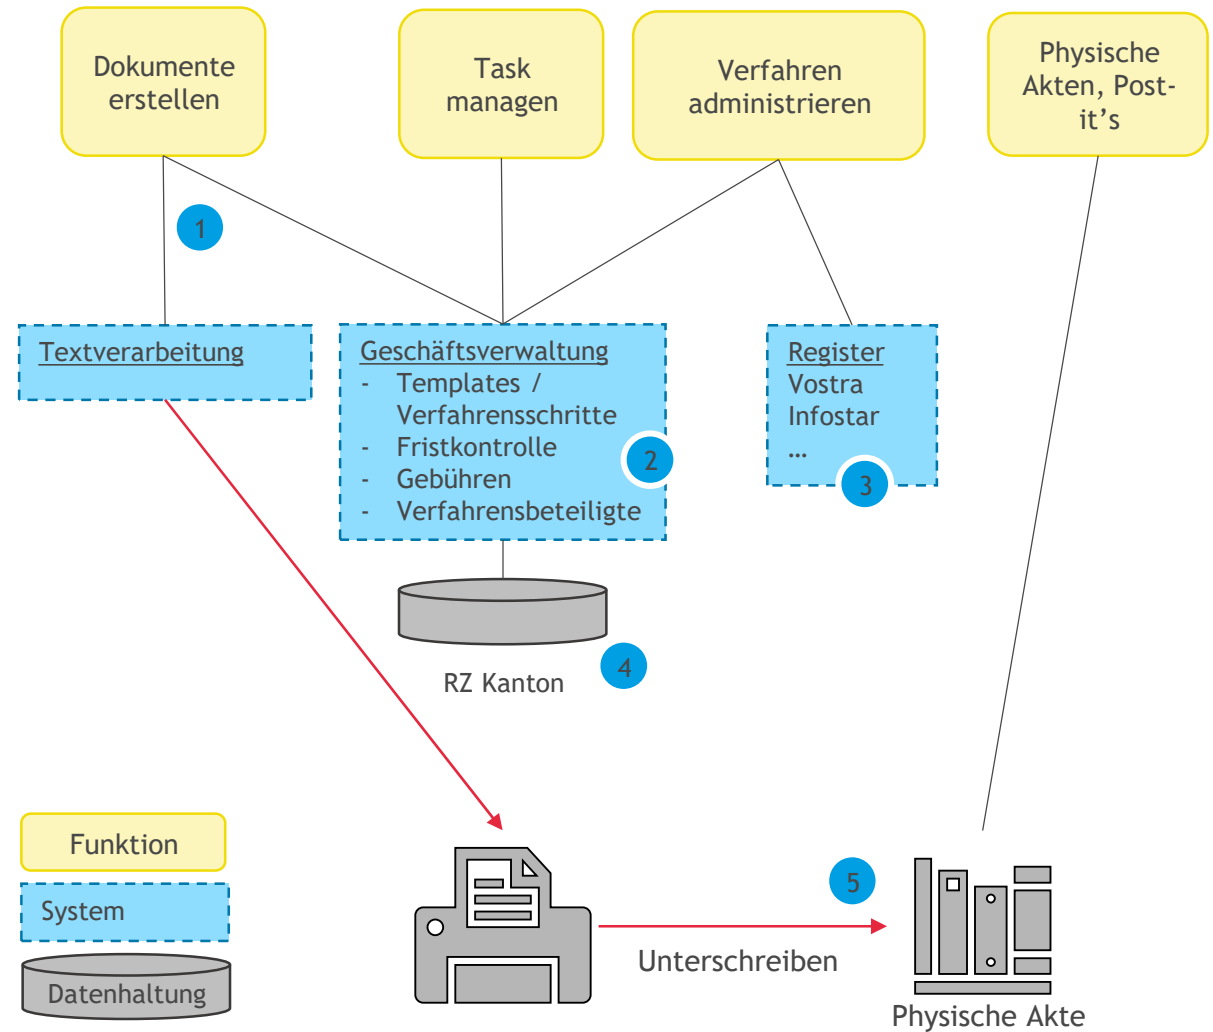 Dokumente
erstellen
Task
managen
Verfahren
administrieren
Physische
Akten, Post-
it’s
1
Textverarbeitung
Geschäftsverwaltung
- Templates /
Verfahrensschritte
- Fristkontrolle
- Gebühren
- Verfahrensbeteiligte
2
Register
Vostra
Infostar
...
3
RZ Kanton
4
Funktion
System
Datenhaltung
5
Unterschreiben
Physische Akte